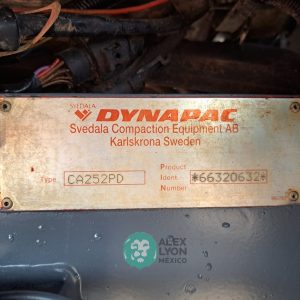 SVEDALA
DYNAPAC
Svedala Compaction Equipment AB
Karlskrona Sweden
Type CA252PD
Product
Ident. *66320632*
Number
ALEX
LYON
MEXICO